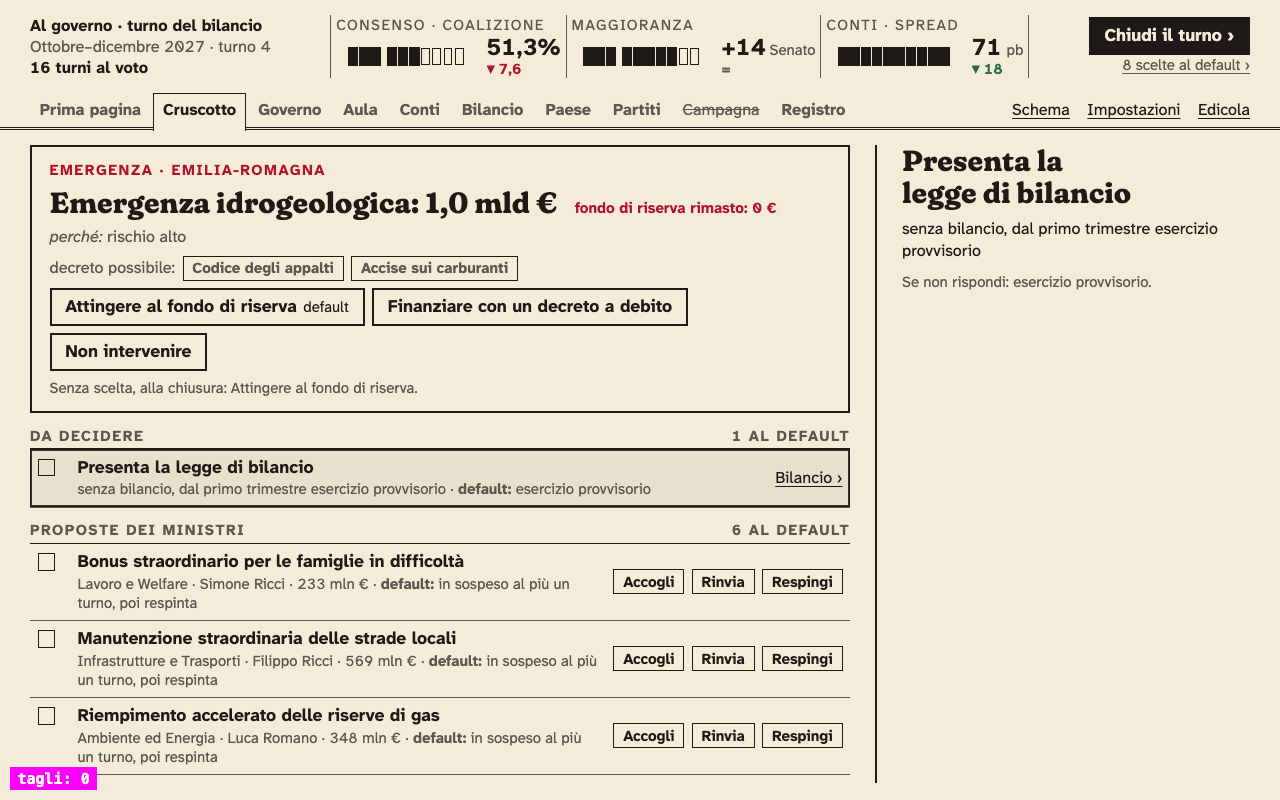 Al governo · turno del bilancio
Ottobre–dicembre 2027 · turno 4
16 turni al voto
CONSENSO · COALIZIONE
51,3%
▼ 7,6
MAGGIORANZA
+14 Senato
=
CONTI · SPREAD
71 pb
▼ 18
Chiudi il turno ›
8 scelte al default ›
Prima pagina Cruscotto Governo Aula Conti Bilancio Paese Partiti Campagna Registro Schema Impostazioni Edicola
EMERGENZA · EMILIA-ROMAGNA
Emergenza idrogeologica: 1,0 mld € fondo di riserva rimasto: 0 €
perché: rischio alto
decreto possibile: Codice degli appalti Accise sui carburanti
Attingere al fondo di riserva default Finanziare con un decreto a debito
Non intervenire
Senza scelta, alla chiusura: Attingere al fondo di riserva.
DA DECIDERE 1 AL DEFAULT
Presenta la legge di bilancio
senza bilancio, dal primo trimestre esercizio provvisorio · default: esercizio provvisorio
Bilancio ›
PROPOSTE DEI MINISTRI 6 AL DEFAULT
Bonus straordinario per le famiglie in difficoltà
Lavoro e Welfare · Simone Ricci · 233 mln € · default: in sospeso al più un
turno, poi respinta
Accogli Rinvia Respingi
Manutenzione straordinaria delle strade locali
Infrastrutture e Trasporti · Filippo Ricci · 569 mln € · default: in sospeso al più
un turno, poi respinta
Accogli Rinvia Respingi
Riempimento accelerato delle riserve di gas
Ambiente ed Energia · Luca Romano · 348 mln € · default: in sospeso al più
un turno, poi respinta
Accogli Rinvia Respingi
tagli: 0
Presenta la
legge di bilancio
senza bilancio, dal primo trimestre esercizio
provvisorio
Se non rispondi: esercizio provvisorio.